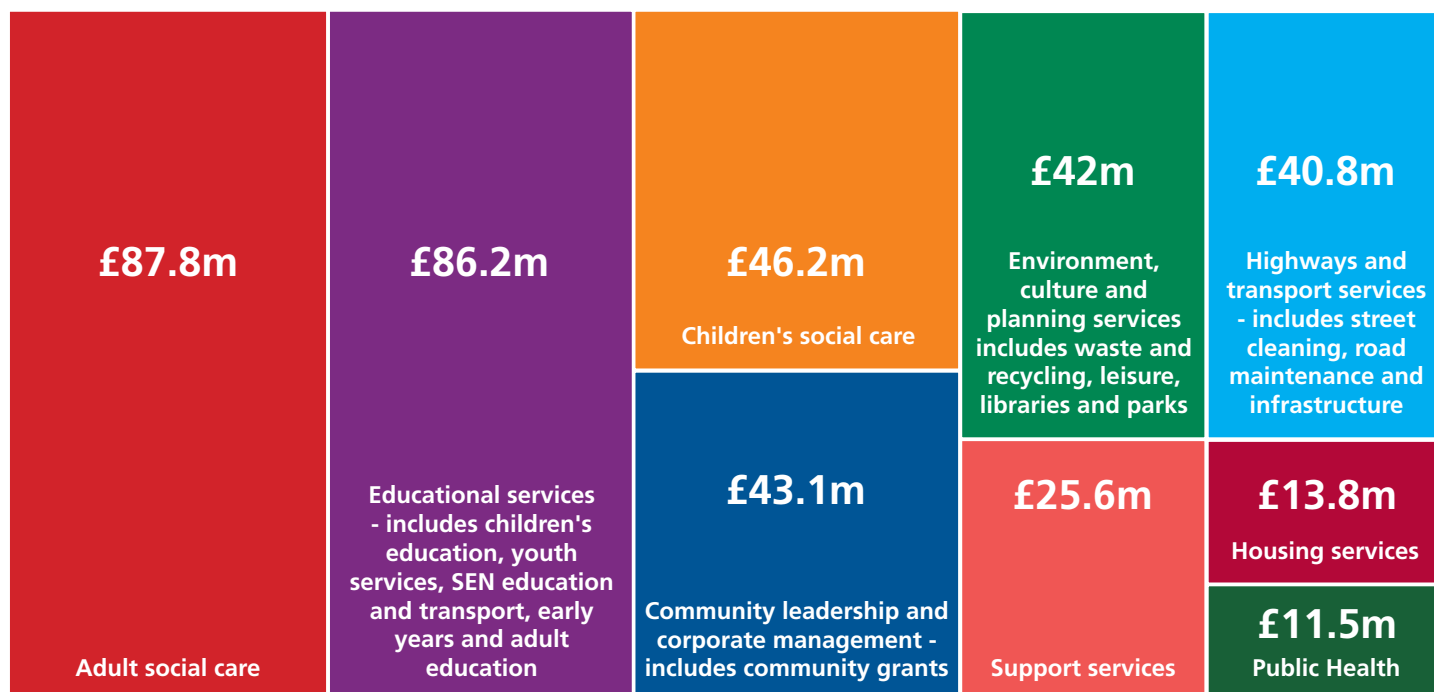 £87.8m
Adult social care
£86.2m
Educational services
- includes children's
education, youth
services, SEN education
and transport, early
years and adult
education
£46.2m
Children's social care
£43.1m
Community leadership and
corporate management -
includes community grants
£42m
Environment,
culture and
planning services
includes waste and
recycling, leisure,
libraries and parks
£25.6m
Support services
£40.8m
Highways and
transport services
- includes street
cleaning, road
maintenance and
infrastructure
£13.8m
Housing services
£11.5m
Public Health